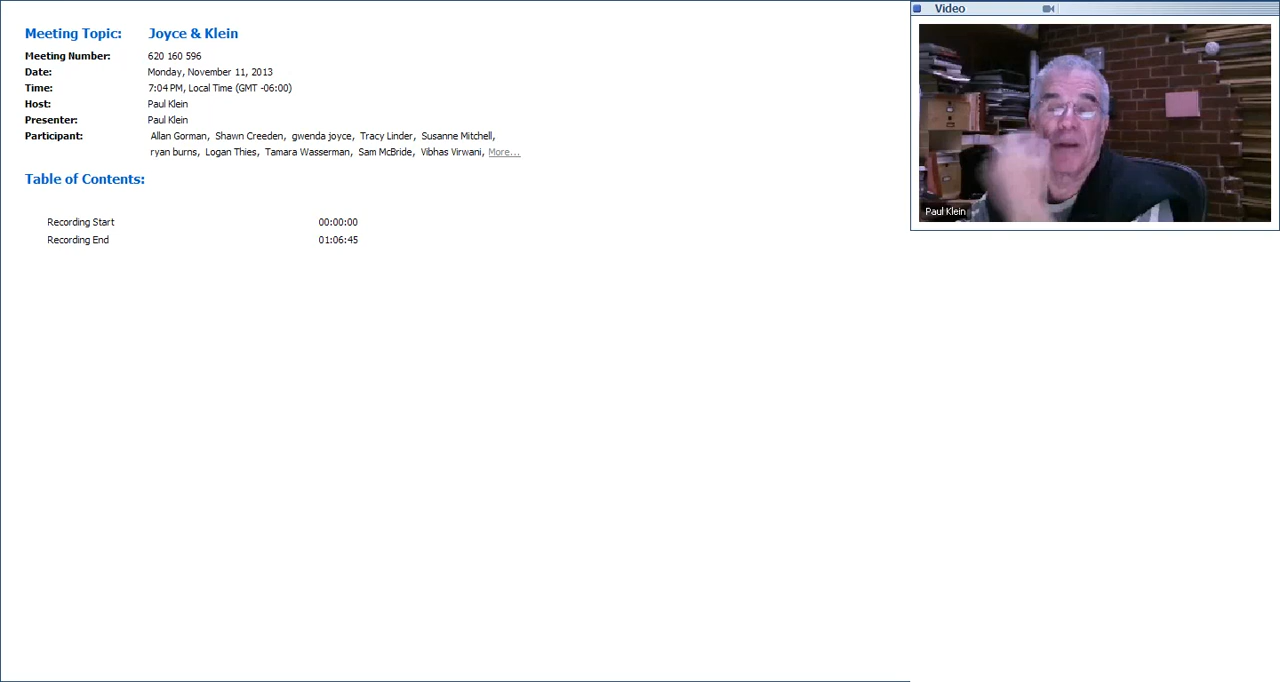 Meeting Topic: Joyce & Klein
Meeting Number: 620 160 596
Date: Monday, November 11, 2013
Time: 7:04 PM, Local Time (GMT -06:00)
Host: Paul Klein
Presenter: Paul Klein
Participant: Allan Gorman, Shawn Creeden, gwenda joyce, Tracy Linder, Susanne Mitchell,
ryan burns, Logan Thies, Tamara Wasserman, Sam McBride, Vibhas Virwani, More...
Table of Contents:
Recording Start 00:00:00
Recording End 01:06:45
Video
Paul Klein